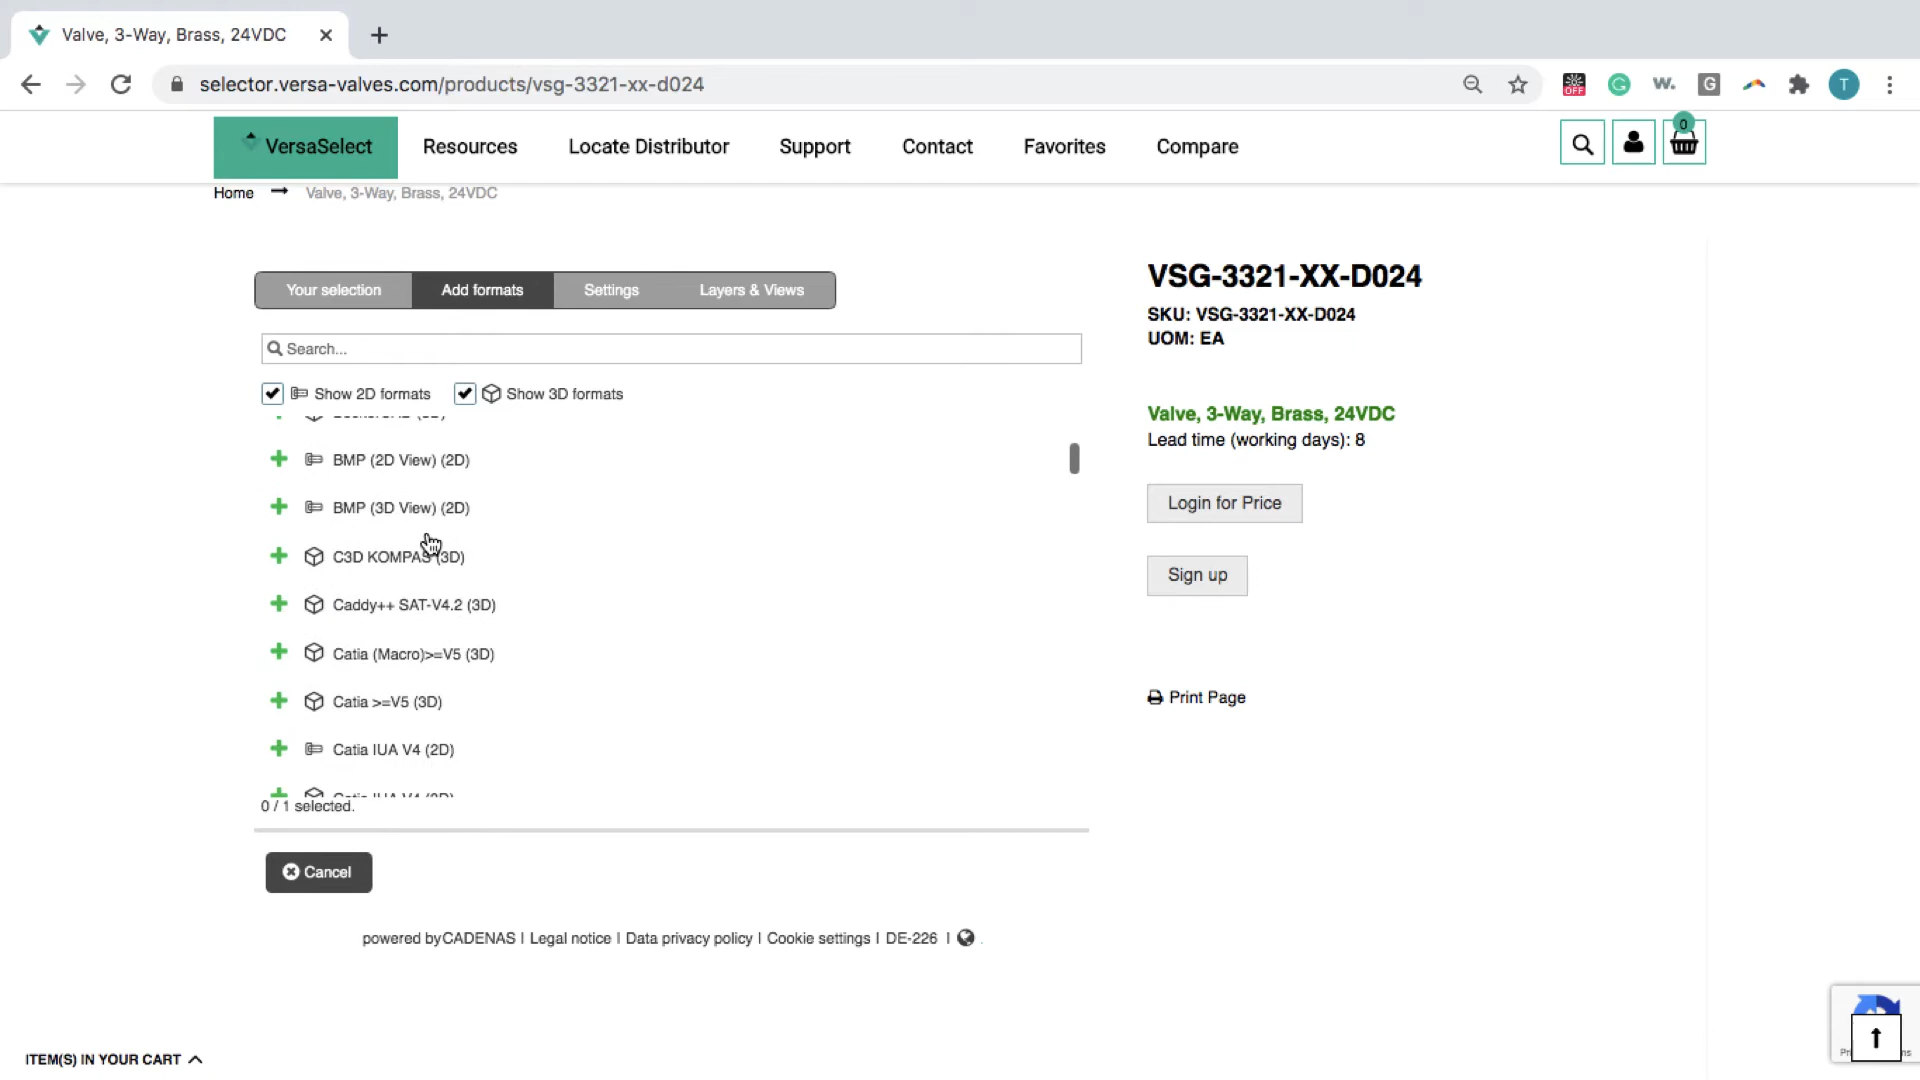 Valve, 3-Way, Brass, 24VDC
selector.versa-valves.com/products/vsg-3321-xx-d024
OFF
G
w.
G
T
VersaSelect
Resources
Locate Distributor
Support
Contact
Favorites
Compare
0
Home
Valve, 3-Way, Brass, 24VDC
Your selection
Add formats
Settings
Layers & Views
Search...
Show 2D formats
Show 3D formats
BMP (2D View) (2D)
BMP (3D View) (2D)
C3D KOMPAS (3D)
Caddy++ SAT-V4.2 (3D)
Catia (Macro)>=V5 (3D)
Catia >=V5 (3D)
Catia IUA V4 (2D)
Catia IUA V4 (3D)
0 / 1 selected.
Cancel
powered byCADENAS | Legal notice | Data privacy policy | Cookie settings | DE-226 | .
VSG-3321-XX-D024
SKU: VSG-3321-XX-D024
UOM: EA
Valve, 3-Way, Brass, 24VDC
Lead time (working days): 8
Login for Price
Sign up
Print Page
ITEM(S) IN YOUR CART